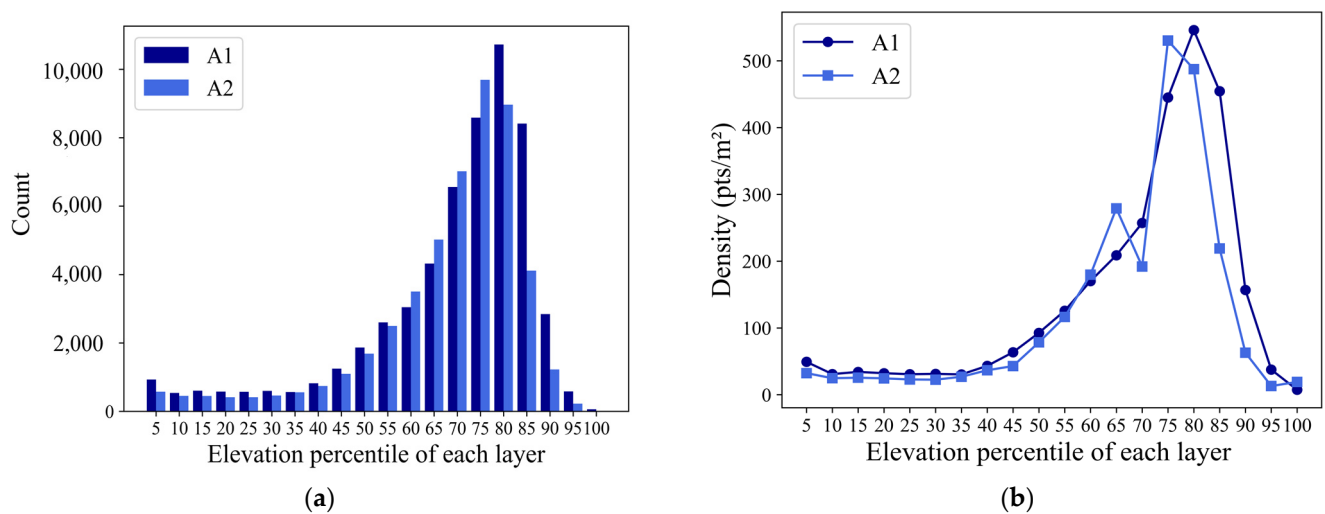 A1
A2
10,000
8,000
6,000
4,000
2,000
0
Count
5 10 15 20 25 30 35 40 45 50 55 60 65 70 75 80 85 90 95 100
Elevation percentile of each layer
(a)
A1
A2
500
400
300
200
100
0
Density (pts/m²)
5 10 15 20 25 30 35 40 45 50 55 60 65 70 75 80 85 90 95 100
Elevation percentile of each layer
(b)